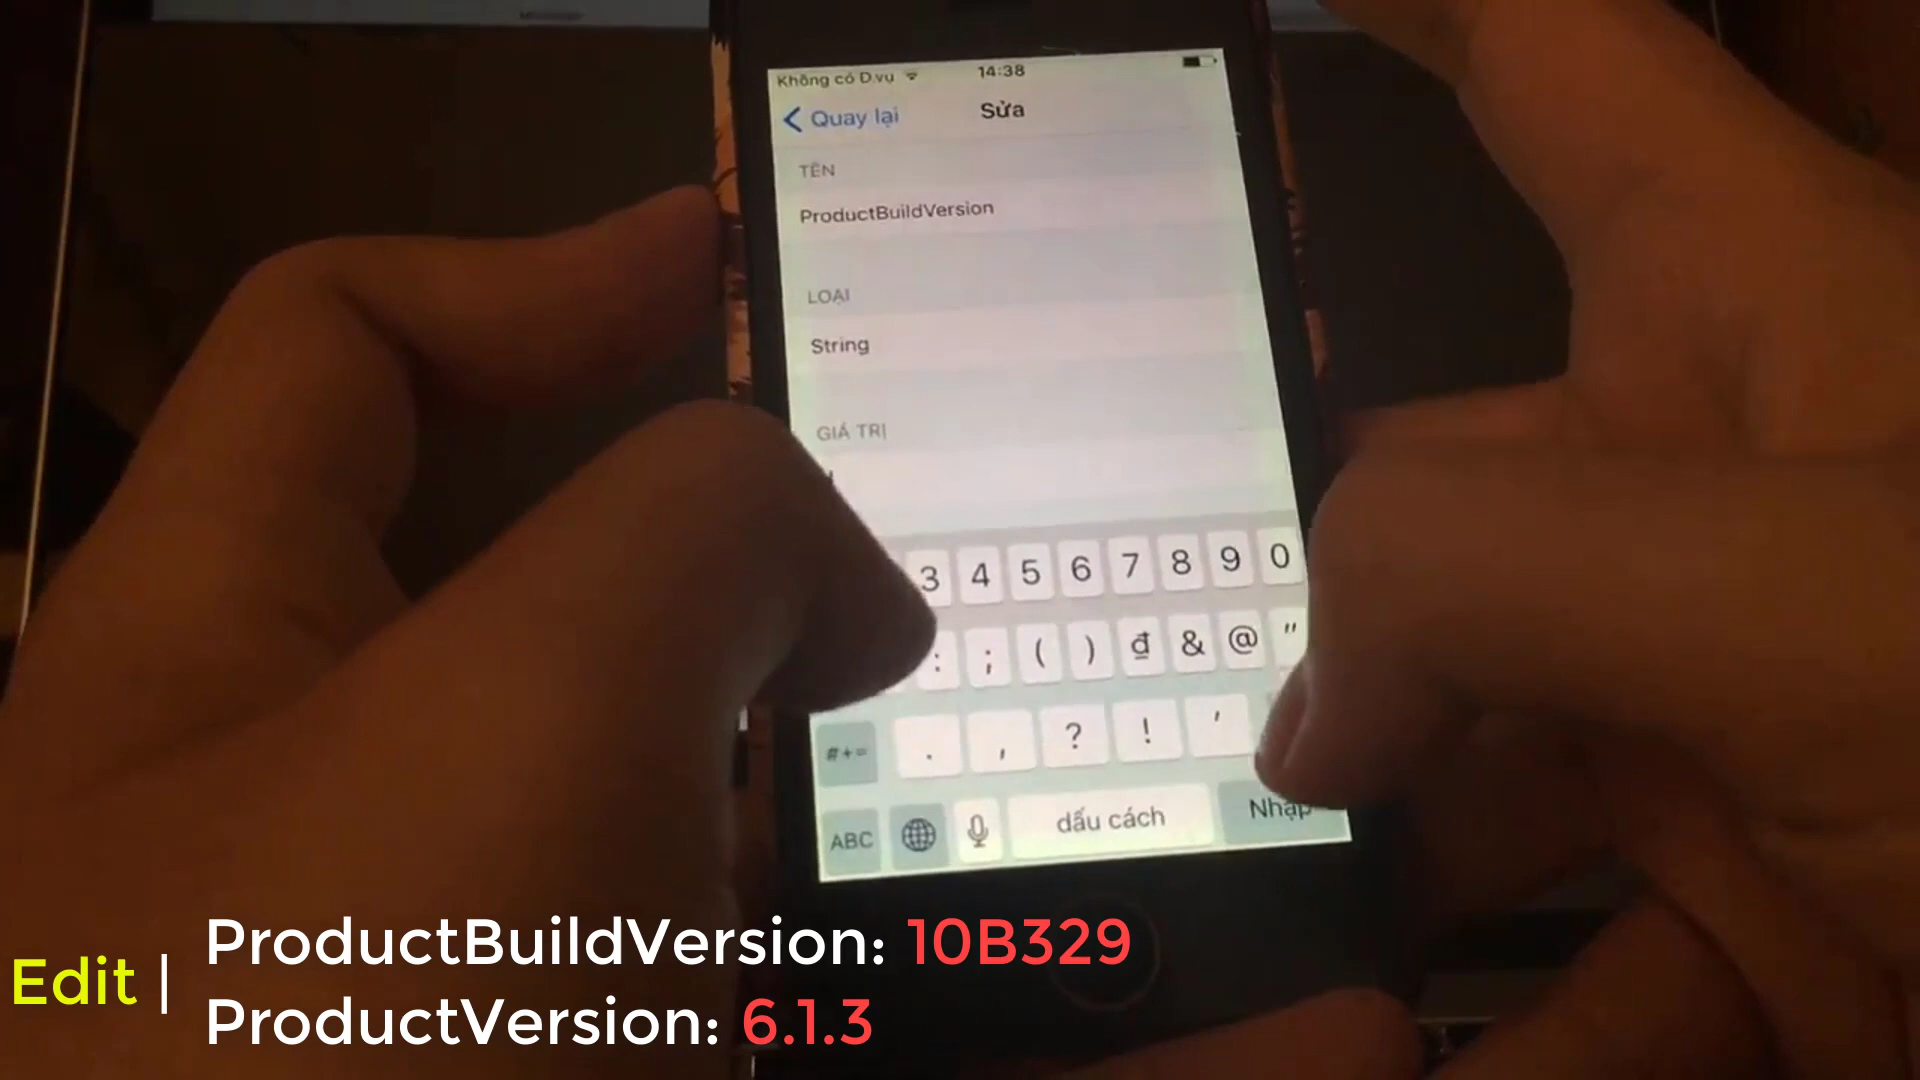 Không có D.vụ 14:38
Quay lại Sửa
TÊN
ProductBuildVersion
LOẠI
String
GIÁ TRỊ
3 4 5 6 7 8 9 0
: ; ( ) ₫ & @ "
#+= . , ? ! '
ABC dấu cách Nhập
Edit | ProductBuildVersion: 10B329
ProductVersion: 6.1.3